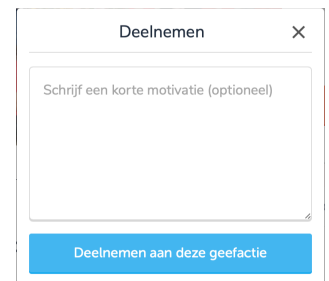 Deelnemen
Schrijf een korte motivatie (optioneel)
Deelnemen aan deze geefactie